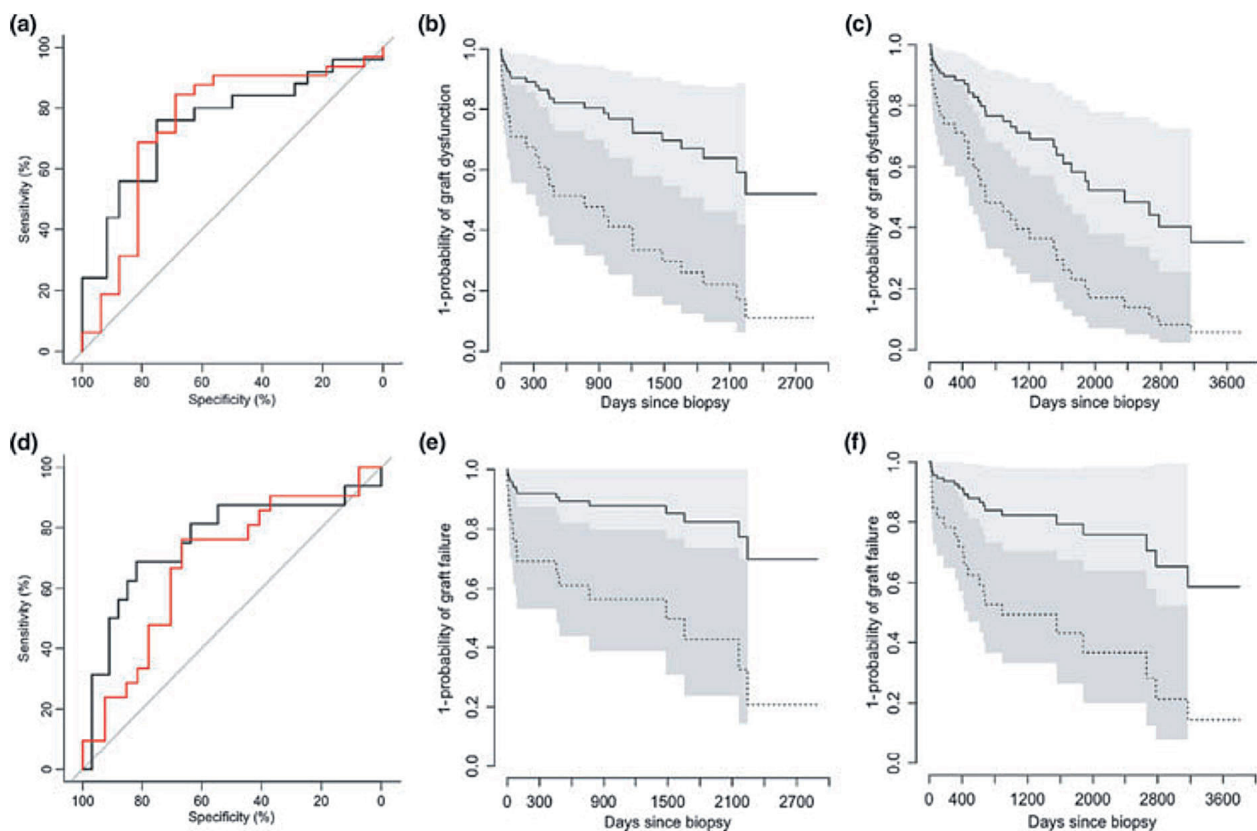 (a)
Sensitivity (%)
100
80
60
40
20
0
100 80 60 40 20 0
Specificity (%)
(b)
1-probability of graft dysfunction
1.0
0.8
0.6
0.4
0.2
0.0
0 300 900 1500 2100 2700
Days since biopsy
(c)
1-probability of graft dysfunction
1.0
0.8
0.6
0.4
0.2
0.0
0 400 1200 2000 2800 3600
Days since biopsy
(d)
Sensitivity (%)
100
80
60
40
20
0
100 80 60 40 20 0
Specificity (%)
(e)
1-probability of graft failure
1.0
0.8
0.6
0.4
0.2
0.0
0 300 900 1500 2100 2700
Days since biopsy
(f)
1-probability of graft failure
1.0
0.8
0.6
0.4
0.2
0.0
0 400 1200 2000 2800 3600
Days since biopsy